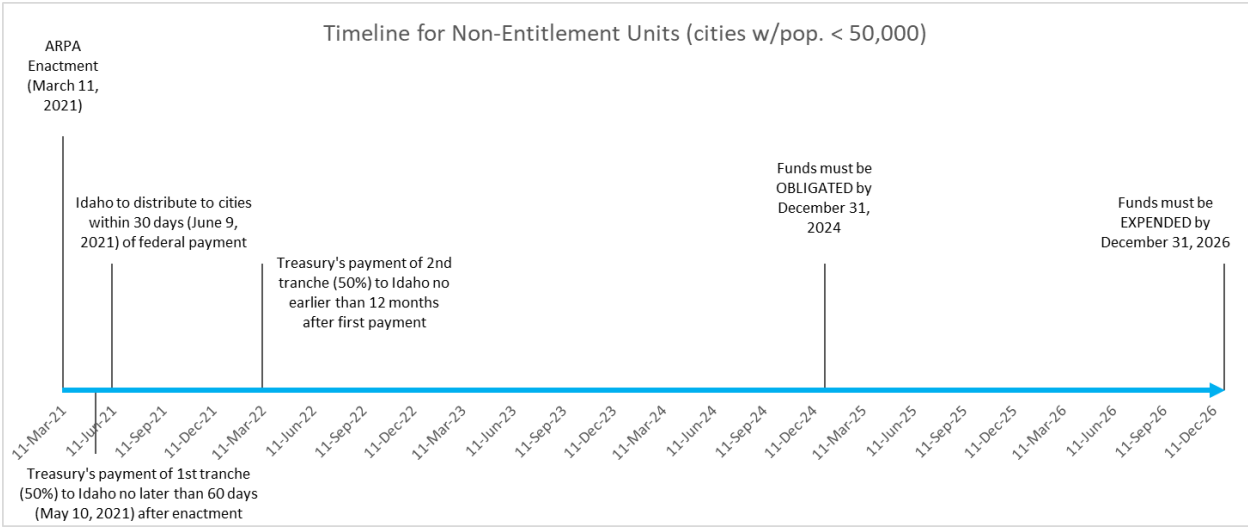 Timeline for Non-Entitlement Units (cities w/pop. < 50,000)
ARPA
Enactment
(March 11,
2021)
Idaho to distribute to cities
within 30 days (June 9,
2021) of federal payment
Treasury's payment of 2nd
tranche (50%) to Idaho no
earlier than 12 months
after first payment
Funds must be
OBLIGATED by
December 31,
2024
Funds must be
EXPENDED by
December 31, 2026
11-Mar-21
11-Jun-21
11-Sep-21
11-Dec-21
11-Mar-22
11-Jun-22
11-Sep-22
11-Dec-22
11-Mar-23
11-Jun-23
11-Sep-23
11-Dec-23
11-Mar-24
11-Jun-24
11-Sep-24
11-Dec-24
11-Mar-25
11-Jun-25
11-Sep-25
11-Dec-25
11-Mar-26
11-Jun-26
11-Sep-26
11-Dec-26
Treasury's payment of 1st tranche
(50%) to Idaho no later than 60 days
(May 10, 2021) after enactment